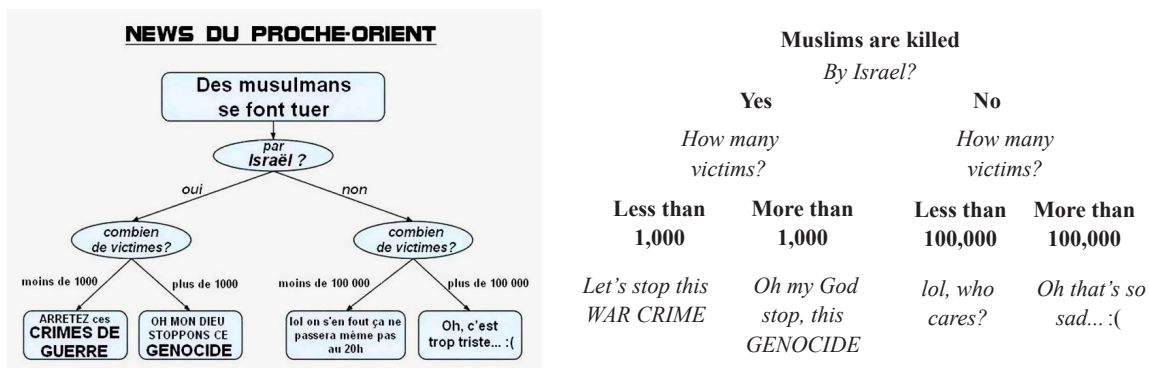 NEWS DU PROCHE-ORIENT
Des musulmans
se font tuer
par
Israël ?
oui
non
combien
de victimes?
combien
de victimes?
moins de 1000
plus de 1000
moins de 100 000
plus de 100 000
ARRETEZ ces
CRIMES DE
GUERRE
OH MON DIEU
STOPPONS CE
GENOCIDE
lol on s'en fout ça ne
passera même pas
au 20h
Oh, c'est
trop triste... :(
Muslims are killed
By Israel?
Yes
No
How many
victims?
How many
victims?
Less than
1,000
More than
1,000
Less than
100,000
More than
100,000
Let's stop this
WAR CRIME
Oh my God
stop, this
GENOCIDE
lol, who
cares?
Oh that's so
sad... :(